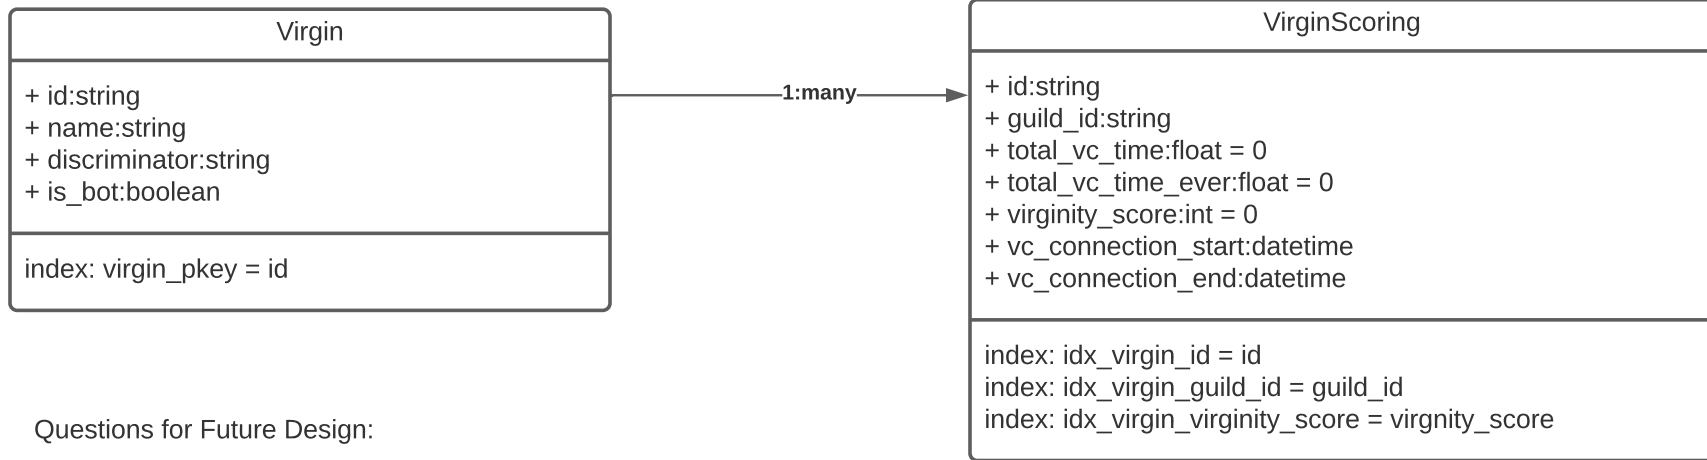 Virgin
+ id:string
+ name:string
+ discriminator:string
+ is_bot:boolean
index: virgin_pkey = id
1:many
VirginScoring
+ id:string
+ guild_id:string
+ total_vc_time:float = 0
+ total_vc_time_ever:float = 0
+ virginity_score:int = 0
+ vc_connection_start:datetime
+ vc_connection_end:datetime
index: idx_virgin_id = id
index: idx_virgin_guild_id = guild_id
index: idx_virgin_virginity_score = virgnity_score
Questions for Future Design: